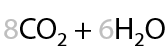 8CO₂ + 6H₂O